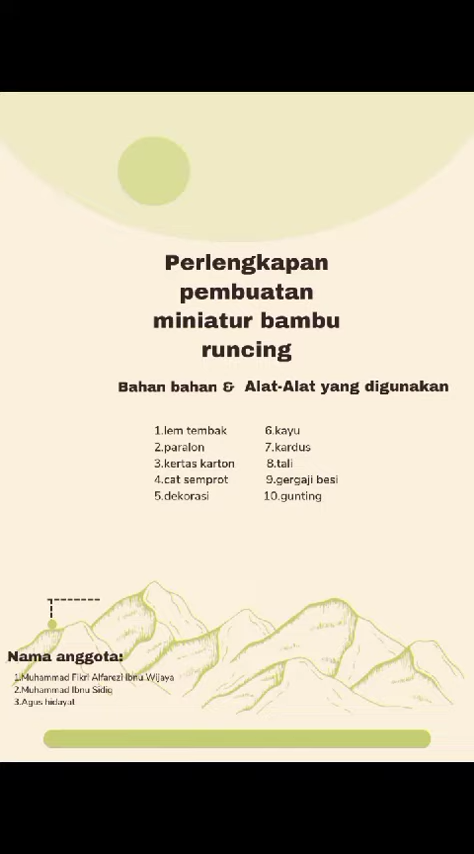 Perlengkapan
pembuatan
miniatur bambu
runcing
Bahan bahan & Alat-Alat yang digunakan
1.lem tembak
2.paralon
3.kertas karton
4.cat semprot
5.dekorasi
6.kayu
7.kardus
8.tali
9.gergaji besi
10.gunting
Nama anggota:
1.Muhammad Fikri Alfarezi Ibnu Wijaya
2.Muhammad Ibnu Sidiq
3.Agus hidayat